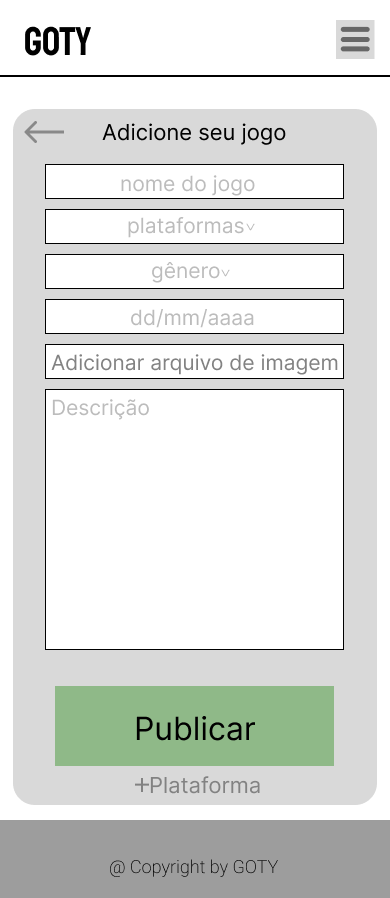 GOTY
Adicione seu jogo
nome do jogo
plataformas
gênero
dd/mm/aaaa
Adicionar arquivo de imagem
Descrição
Publicar
+Plataforma
@ Copyright by GOTY